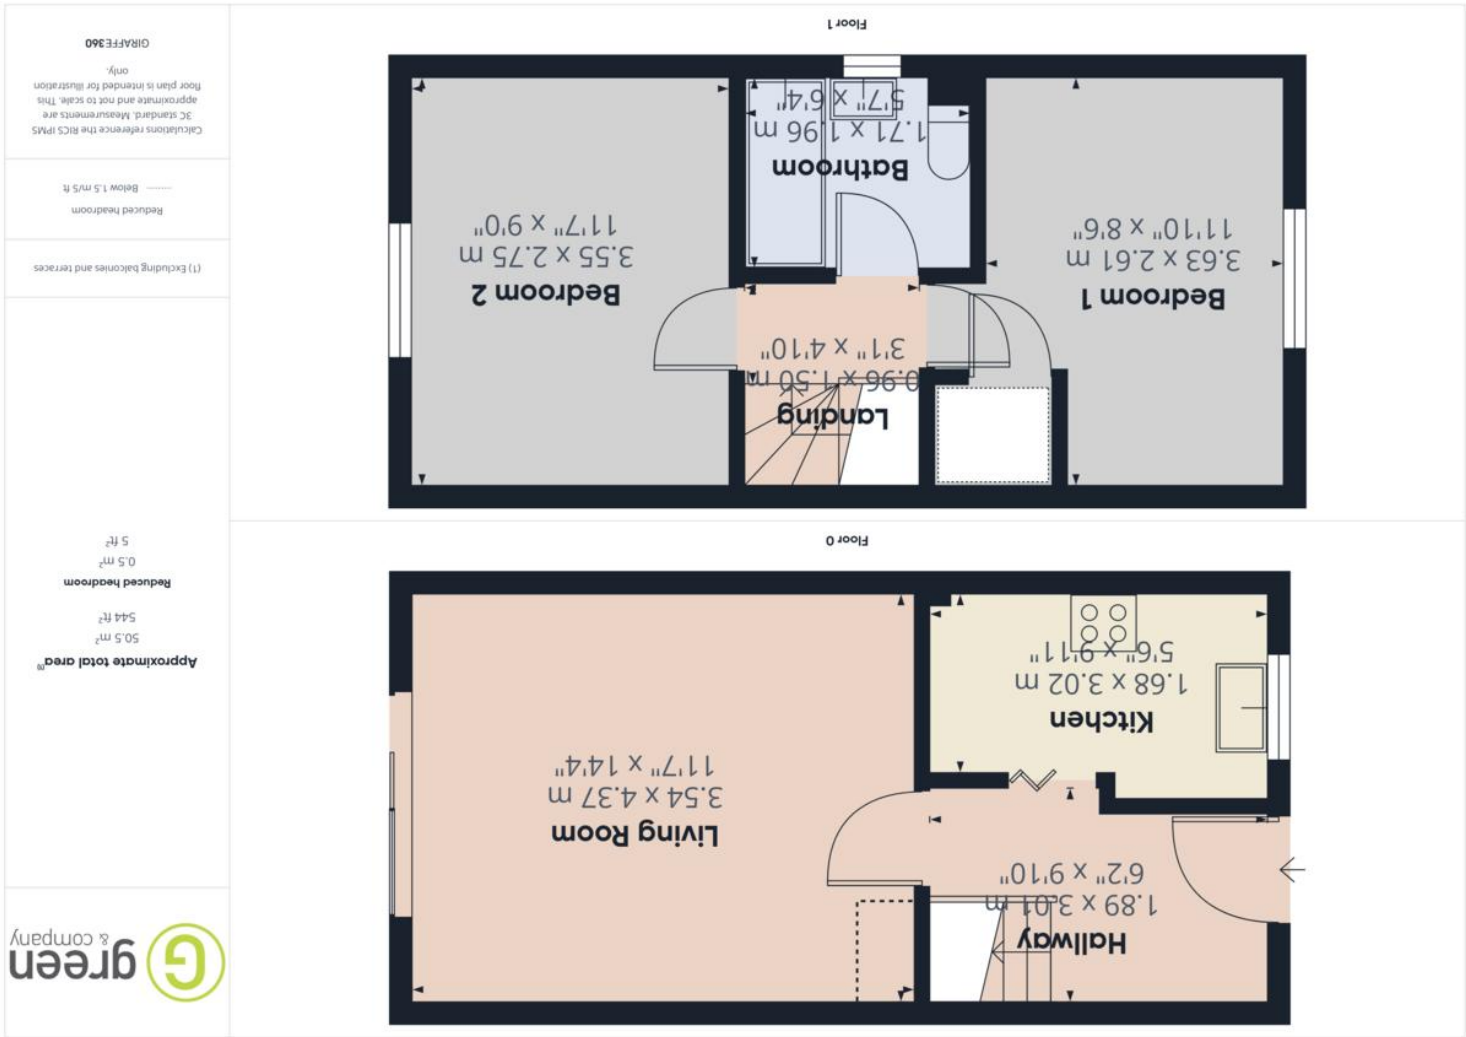 Hallway
1.89 x 3.01 m
6'2" x 9'10"
Living Room
3.54 x 4.37 m
11'7" x 14'4"
Kitchen
1.68 x 3.02 m
5'6" x 9'11"
Floor 0
Landing
0.96 x 1.50 m
3'1" x 4'10"
Bedroom 1
3.63 x 2.61 m
11'10" x 8'6"
Bedroom 2
3.55 x 2.75 m
11'7" x 9'0"
Bathroom
1.71 x 1.96 m
5'7" x 6'4"
Floor 1
G green
& company
Approximate total area(1)
50.5 m²
544 ft²
Reduced headroom
0.5 m²
5 ft²
(1) Excluding balconies and terraces
Reduced headroom
Below 1.5 m/5 ft
Calculations reference the RICS IPMS
3C standard. Measurements are
approximate and not to scale. This
floor plan is intended for illustration
only.
GIRAFFE360